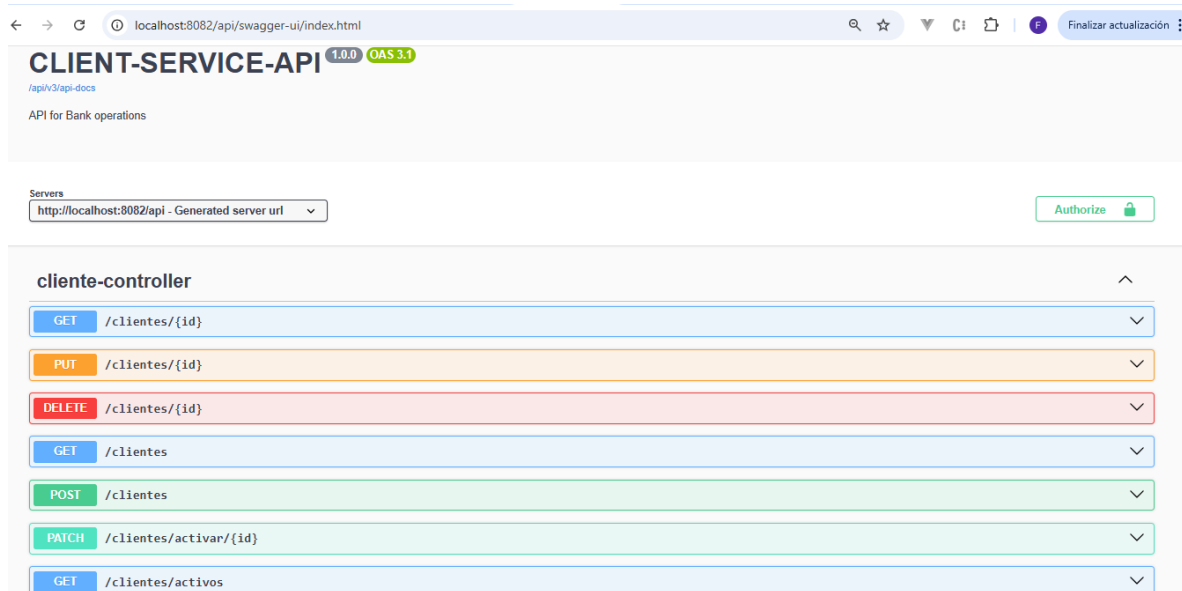 localhost:8082/api/swagger-ui/index.html
F
Finalizar actualización
CLIENT-SERVICE-API 1.0.0 OAS 3.1
/api/v3/api-docs
API for Bank operations
Servers
http://localhost:8082/api - Generated server url
Authorize
cliente-controller
GET /clientes/{id}
PUT /clientes/{id}
DELETE /clientes/{id}
GET /clientes
POST /clientes
PATCH /clientes/activar/{id}
GET /clientes/activos